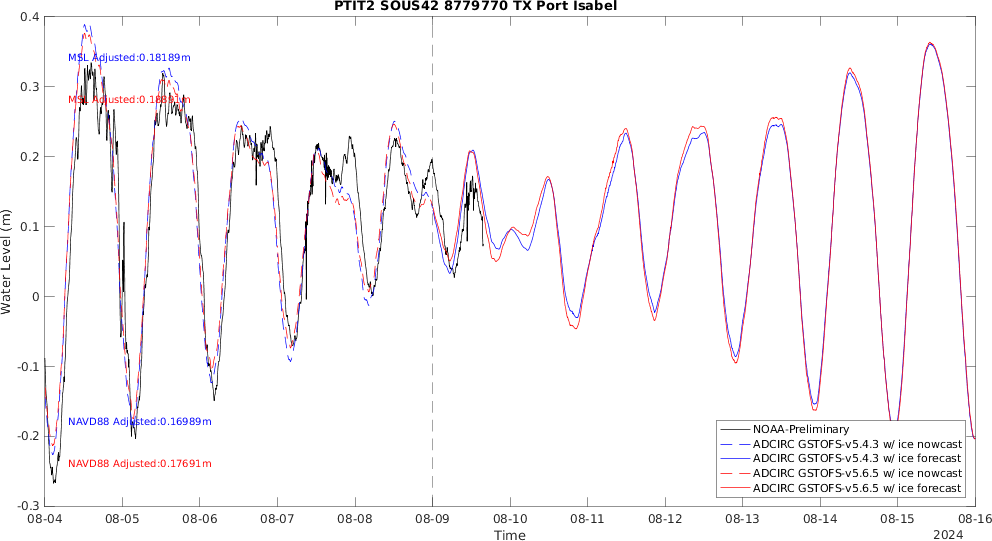 PTIT2 SOUS42 8779770 TX Port Isabel
0.4
0.3
0.2
0.1
0
-0.1
-0.2
-0.3
Water Level (m)
MSL Adjusted:0.18189m
MSL Adjusted:
NAVD88 Adjusted:0.16989m
NAVD88 Adjusted:0.17691m
NOAA-Preliminary
ADCIRC GSTOFS-v5.4.3 w/ ice nowcast
ADCIRC GSTOFS-v5.4.3 w/ ice forecast
ADCIRC GSTOFS-v5.6.5 w/ ice nowcast
ADCIRC GSTOFS-v5.6.5 w/ ice forecast
08-04 08-05 08-06 08-07 08-08 08-09 08-10 08-11 08-12 08-13 08-14 08-15 08-16
Time
2024